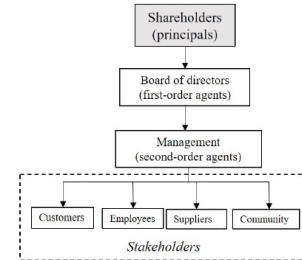 Shareholders
(principals)
Board of directors
(first-order agents)
Management
(second-order agents)
Customers
Employees
Suppliers
Community
Stakeholders